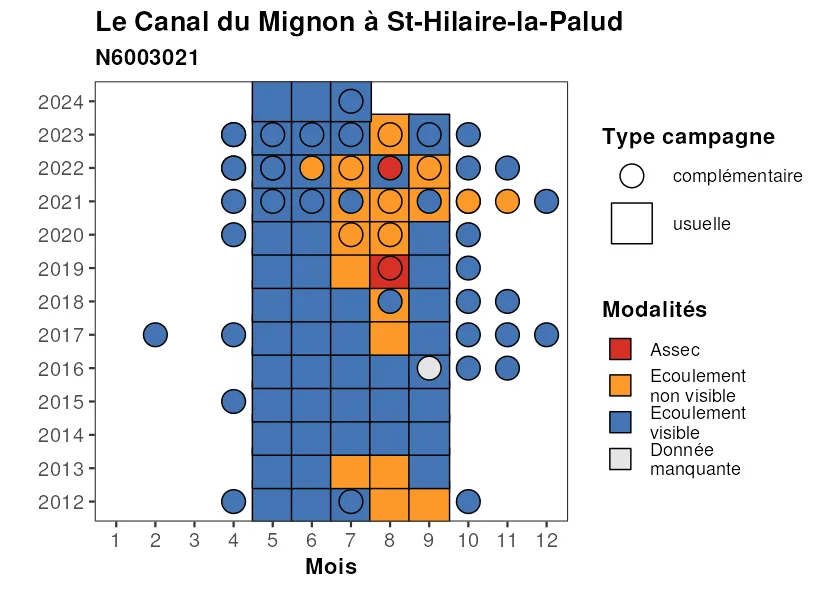 Le Canal du Mignon à St-Hilaire-la-Palud
N6003021
2024
2023
2022
2021
2020
2019
2018
2017
2016
2015
2014
2013
2012
1 2 3 4 5 6 7 8 9 10 11 12
Mois
Type campagne
complémentaire
usuelle
Modalités
Assec
Ecoulement
non visible
Ecoulement
visible
Donnée
manquante